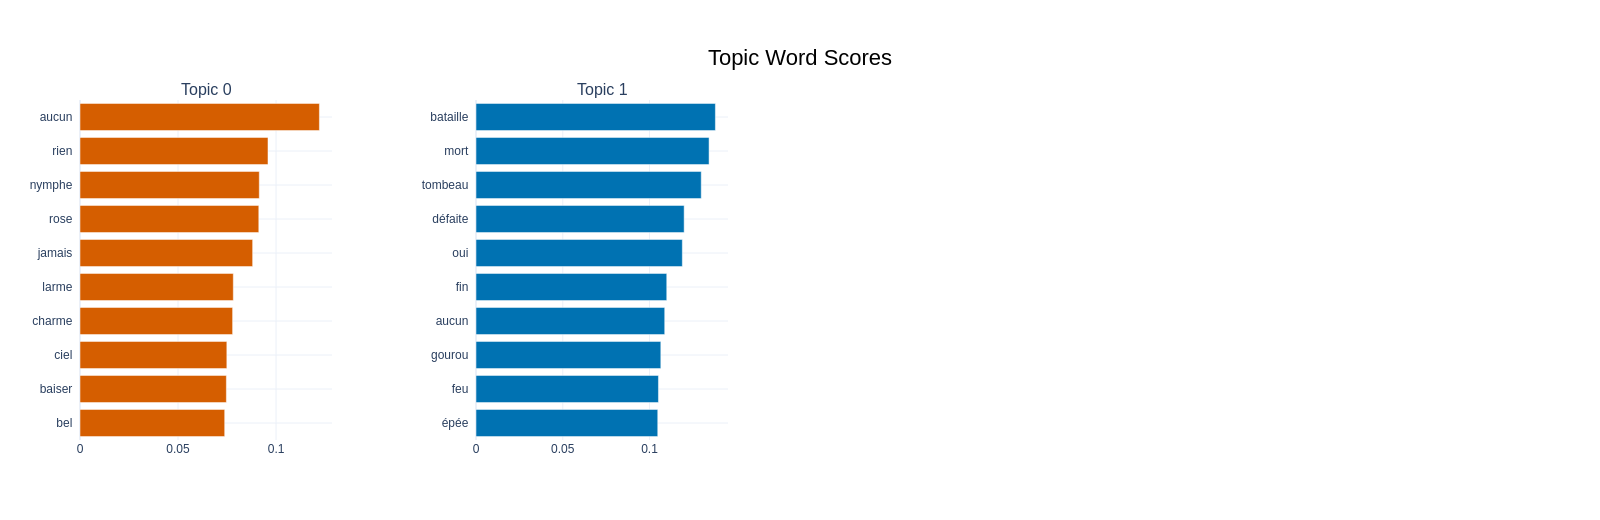 Topic Word Scores
Topic 0
aucun
rien
nymphe
rose
jamais
larme
charme
ciel
baiser
bel
0 0.05 0.1
Topic 1
bataille
mort
tombeau
défaite
oui
fin
aucun
gourou
feu
épée
0 0.05 0.1